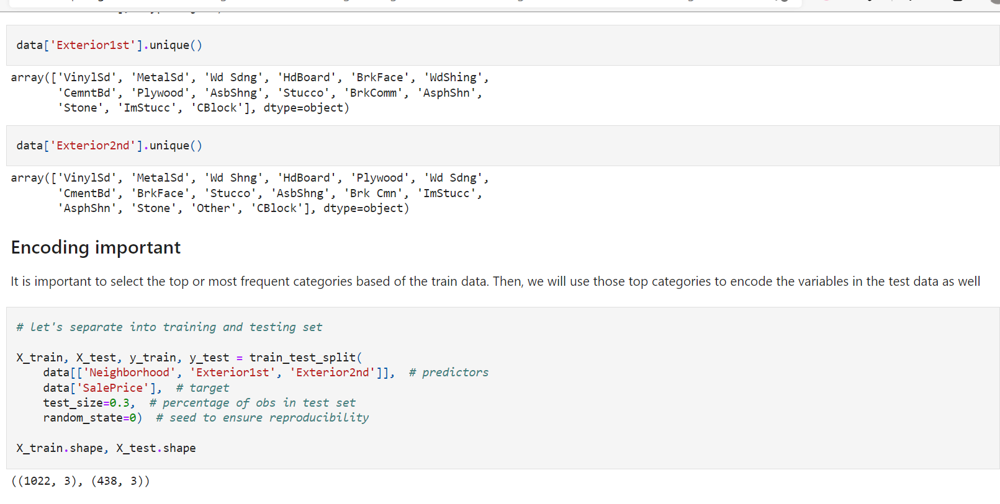 data['Exterior1st'].unique()
array(['VinylSd', 'MetalSd', 'Wd Sdng', 'HdBoard', 'BrkFace', 'WdShing',
'CemntBd', 'Plywood', 'AsbShng', 'Stucco', 'BrkComm', 'AsphShn',
'Stone', 'ImStucc', 'CBlock'], dtype=object)
data['Exterior2nd'].unique()
array(['VinylSd', 'MetalSd', 'Wd Shng', 'HdBoard', 'Plywood', 'Wd Sdng',
'CmentBd', 'BrkFace', 'Stucco', 'AsbShng', 'Brk Cmn', 'ImStucc',
'AsphShn', 'Stone', 'Other', 'CBlock'], dtype=object)
Encoding important
It is important to select the top or most frequent categories based of the train data. Then, we will use those top categories to encode the variables in the test data as well
# let's separate into training and testing set
X_train, X_test, y_train, y_test = train_test_split(
data[['Neighborhood', 'Exterior1st', 'Exterior2nd']],  # predictors
data['SalePrice'],  # target
test_size=0.3,  # percentage of obs in test set
random_state=0)  # seed to ensure reproducibility
X_train.shape, X_test.shape
((1022, 3), (438, 3))